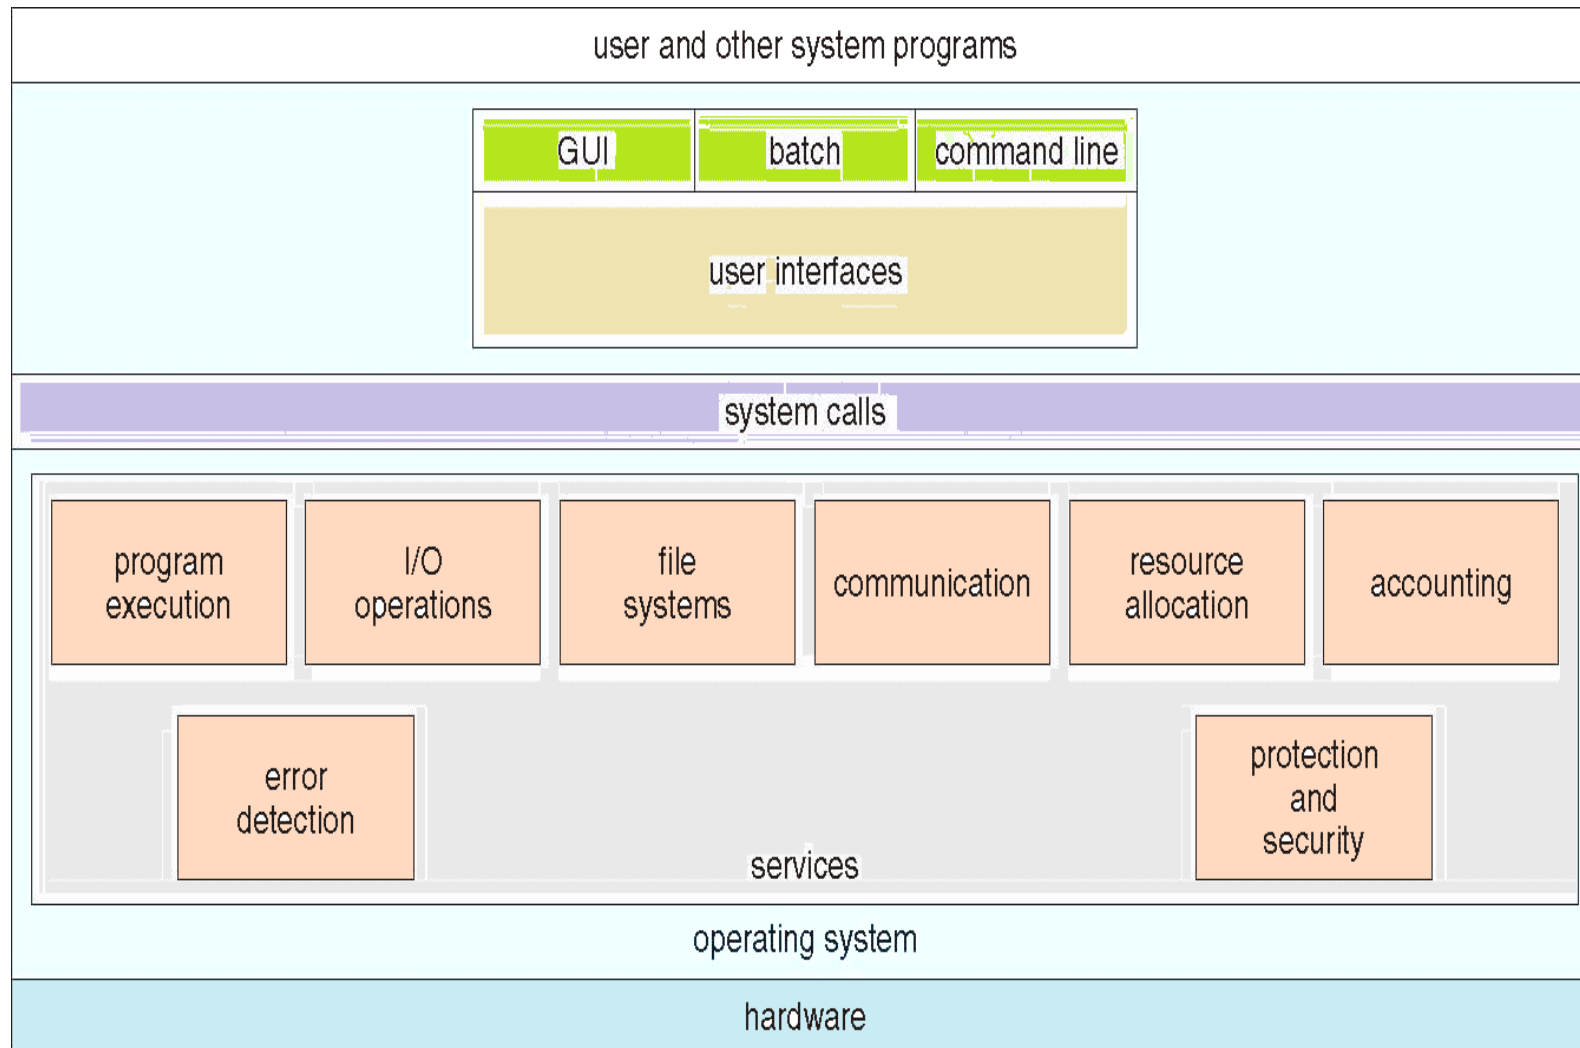 user and other system programs
GUI
batch
command line
user interfaces
system calls
program
execution
I/O
operations
file
systems
communication
resource
allocation
accounting
error
detection
protection
and
security
services
operating system
hardware